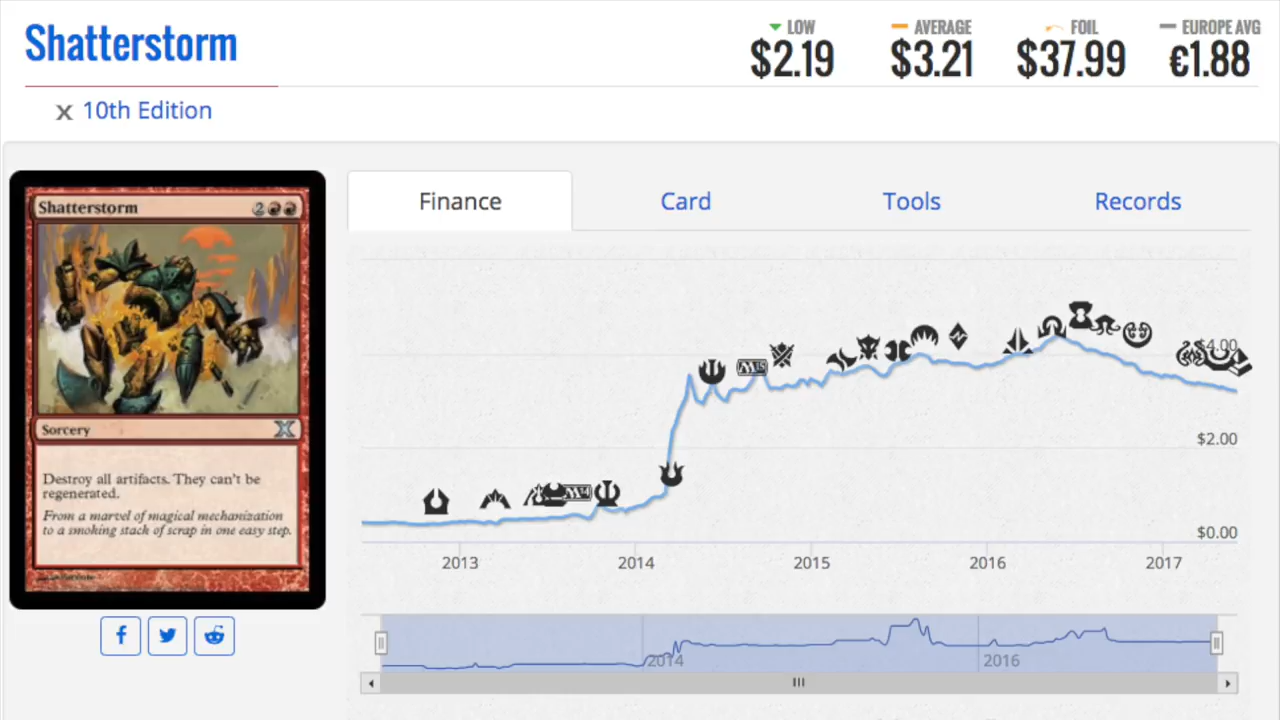 Shatterstorm
LOW
$2.19
AVERAGE
$3.21
FOIL
$37.99
EUROPE AVG
€1.88
x 10th Edition
Shatterstorm 2
Sorcery
Destroy all artifacts. They can't be
regenerated.
From a marvel of magical mechanization
to a smoking stack of scrap in one easy step.
Finance
Card
Tools
Records
$4.00
$2.00
$0.00
2013
2014
2015
2016
2017
2014
2016